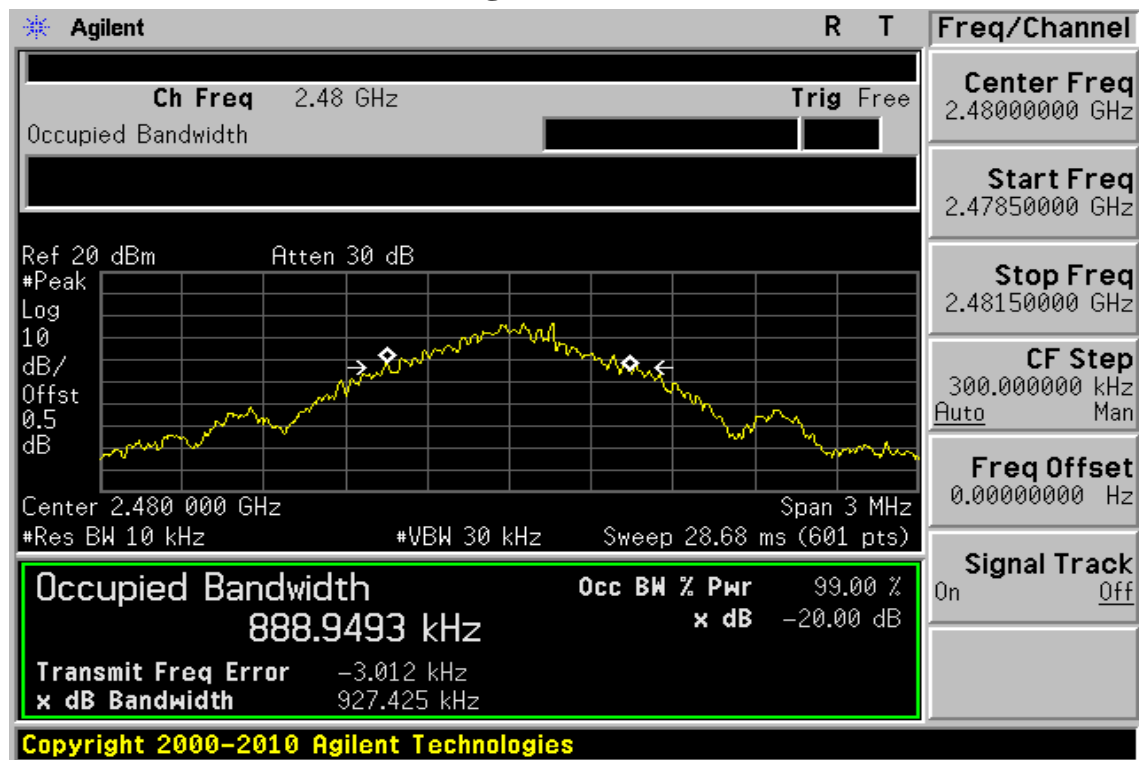 Agilent R T Freq/Channel
Ch Freq 2.48 GHz Trig Free
Occupied Bandwidth
Center Freq
2.48000000 GHz
Start Freq
2.47850000 GHz
Stop Freq
2.48150000 GHz
CF Step
300.000000 kHz
Auto Man
Freq Offset
0.00000000 Hz
Signal Track
On Off
Ref 20 dBm Atten 30 dB
#Peak
Log
10
dB/
Offst
0.5
dB
Center 2.480 000 GHz Span 3 MHz
#Res BW 10 kHz #VBW 30 kHz Sweep 28.68 ms (601 pts)
Occupied Bandwidth Occ BW % Pwr 99.00 %
888.9493 kHz x dB -20.00 dB
Transmit Freq Error -3.012 kHz
x dB Bandwidth 927.425 kHz
Copyright 2000-2010 Agilent Technologies